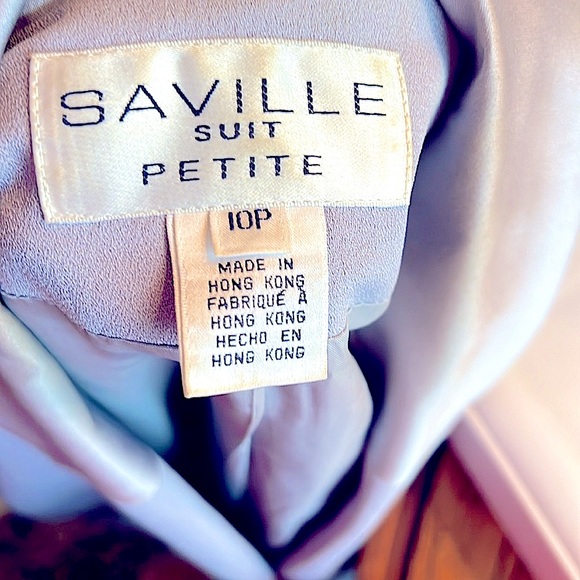 SAVILLE
SUIT
PETITE
10P
MADE IN
HONG KONG
FABRIQUÉ À
HONG KONG
HECHO EN
HONG KONG